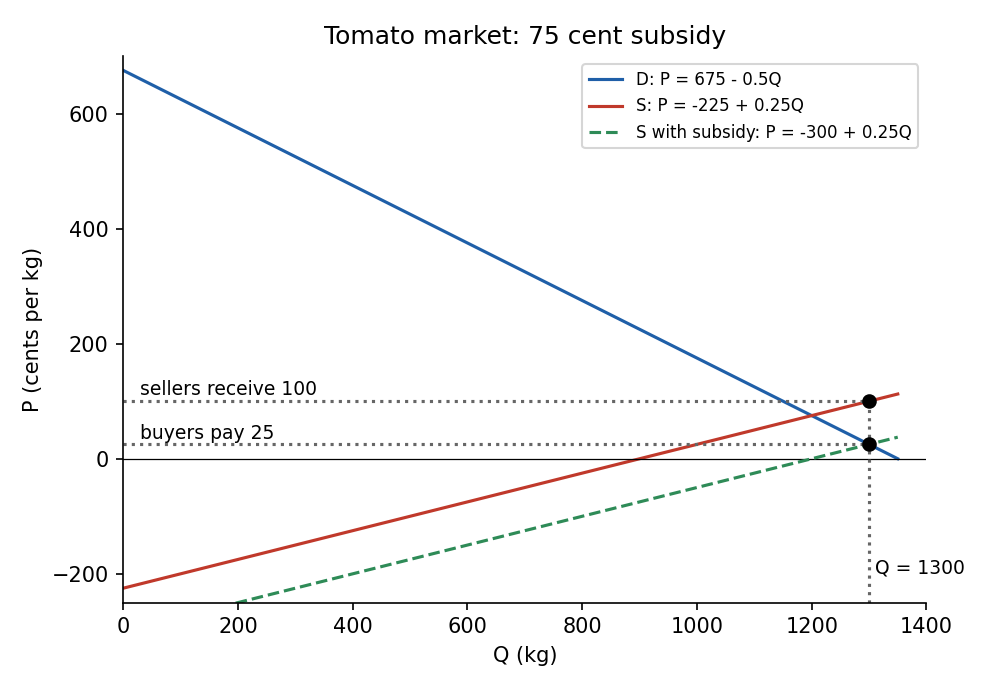 Tomato market: 75 cent subsidy
D: P = 675 - 0.5Q
S: P = -225 + 0.25Q
S with subsidy: P = -300 + 0.25Q
P (cents per kg)
600
400
200
0
−200
sellers receive 100
buyers pay 25
Q = 1300
0 200 400 600 800 1000 1200 1400
Q (kg)